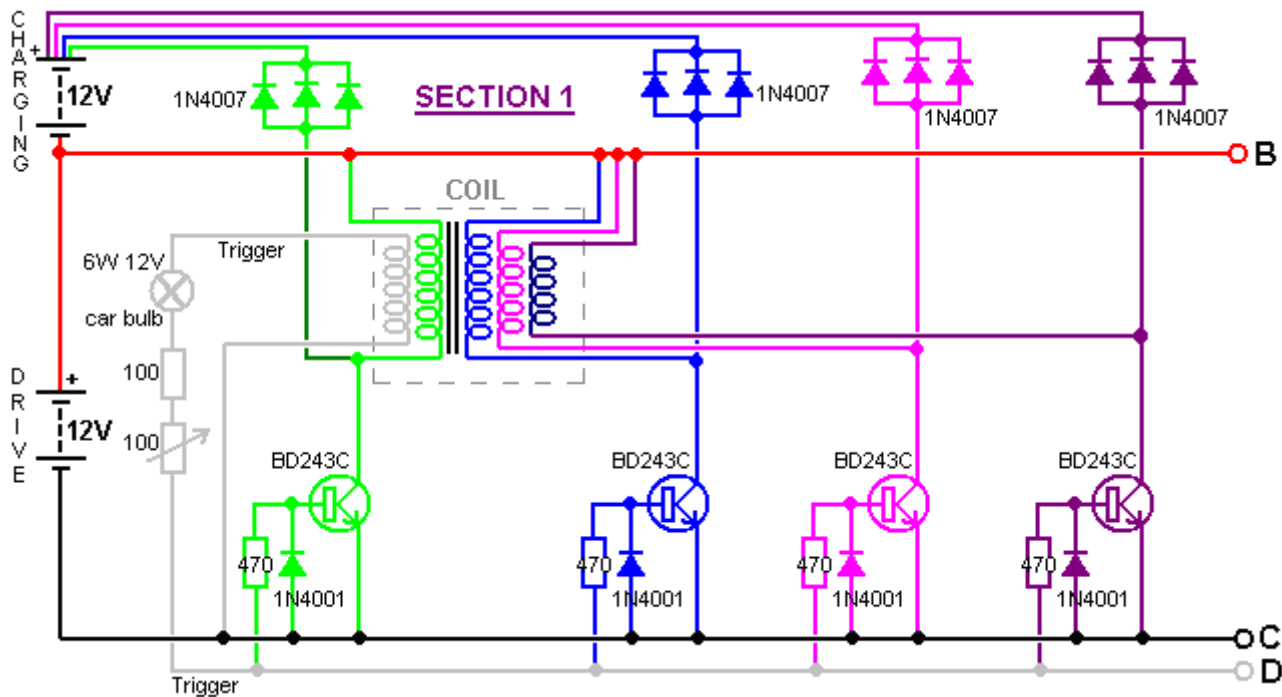 CHARGING
+
12V
1N4007
SECTION 1
1N4007
1N4007
1N4007
B
COIL
Trigger
6W 12V
car bulb
100
100
DRIVE
+
12V
BD243C
BD243C
BD243C
BD243C
470
470
470
470
1N4001
1N4001
1N4001
1N4001
C
D
Trigger